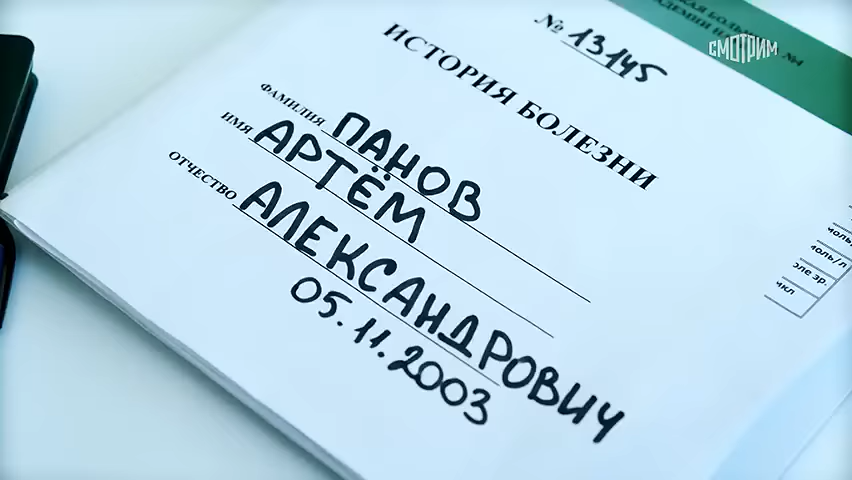 СМОТРИМ
№ 13145
ИСТОРИЯ БОЛЕЗНИ
ФАМИЛИЯ ПАНОВ
ИМЯ АРТЁМ
ОТЧЕСТВО АЛЕКСАНДРОВИЧ
05.11.2003